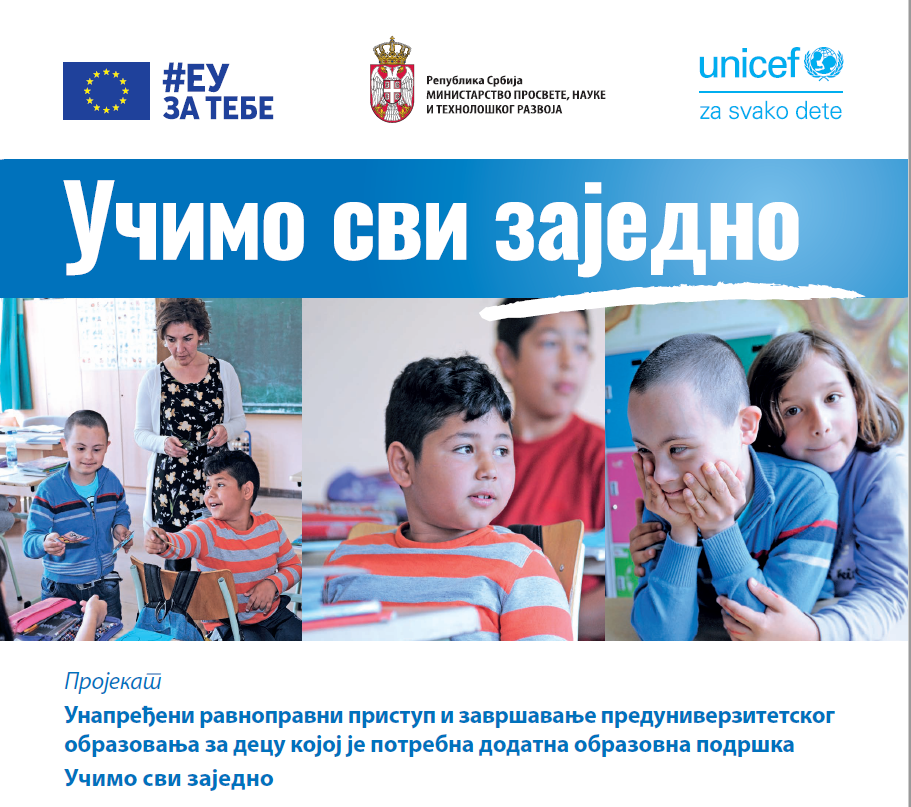 #ЕУ
ЗА ТЕБЕ
Република Србија
МИНИСТАРСТВО ПРОСВЕТЕ, НАУКЕ
И ТЕХНОЛОШКОГ РАЗВОЈА
unicef
za svako dete
Учимо сви заједно
Пројекат
Унапређени равноправни приступ и завршавање предуниверзитетског
образовања за децу којој је потребна додатна образовна подршка
Учимо сви заједно